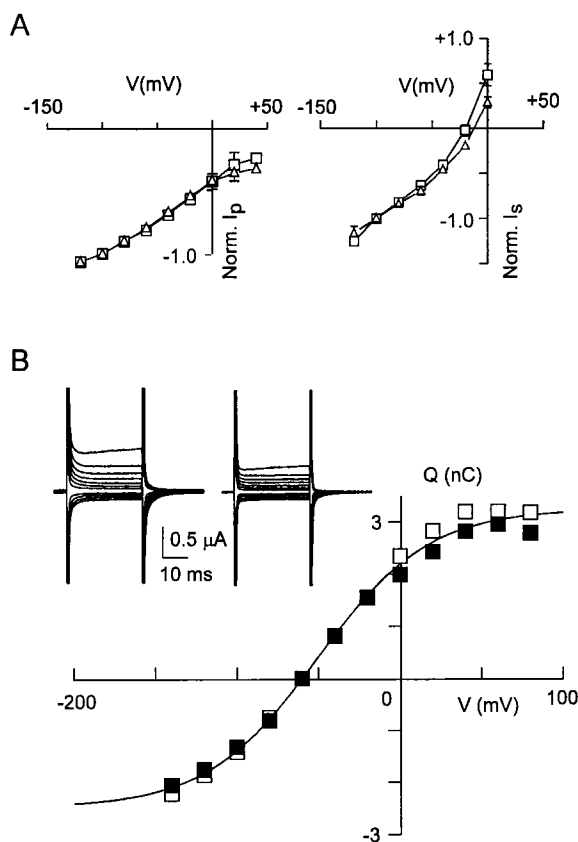 A
V(mV)
-150
+50
Norm. Ip
-1.0
+1.0
V(mV)
-150
+50
-1.0
Norm. Is
B
0.5 μA
10 ms
Q (nC)
3
-200
0
V (mV)
100
-3